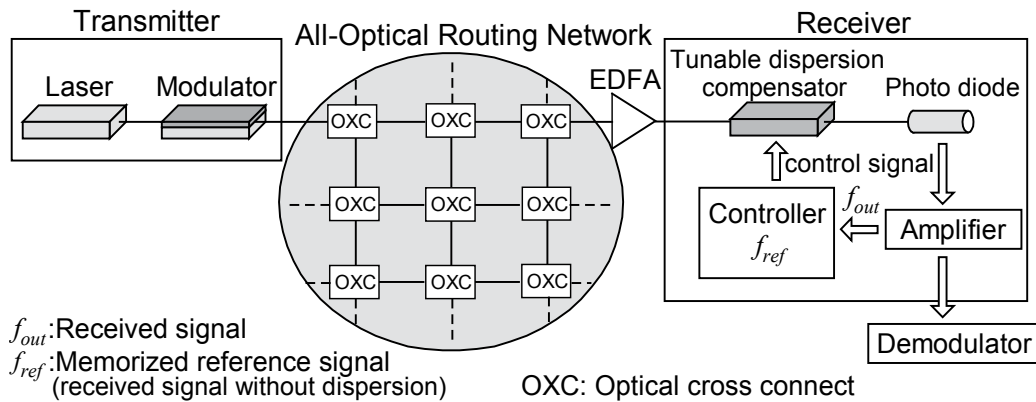 Transmitter
Laser
Modulator
All-Optical Routing Network
OXC OXC OXC
OXC OXC OXC
OXC OXC OXC
EDFA
Receiver
Tunable dispersion
compensator
Photo diode
control signal
Controller
f_ref
f_out
Amplifier
Demodulator
f_out:Received signal
f_ref:Memorized reference signal
(received signal without dispersion)
OXC: Optical cross connect